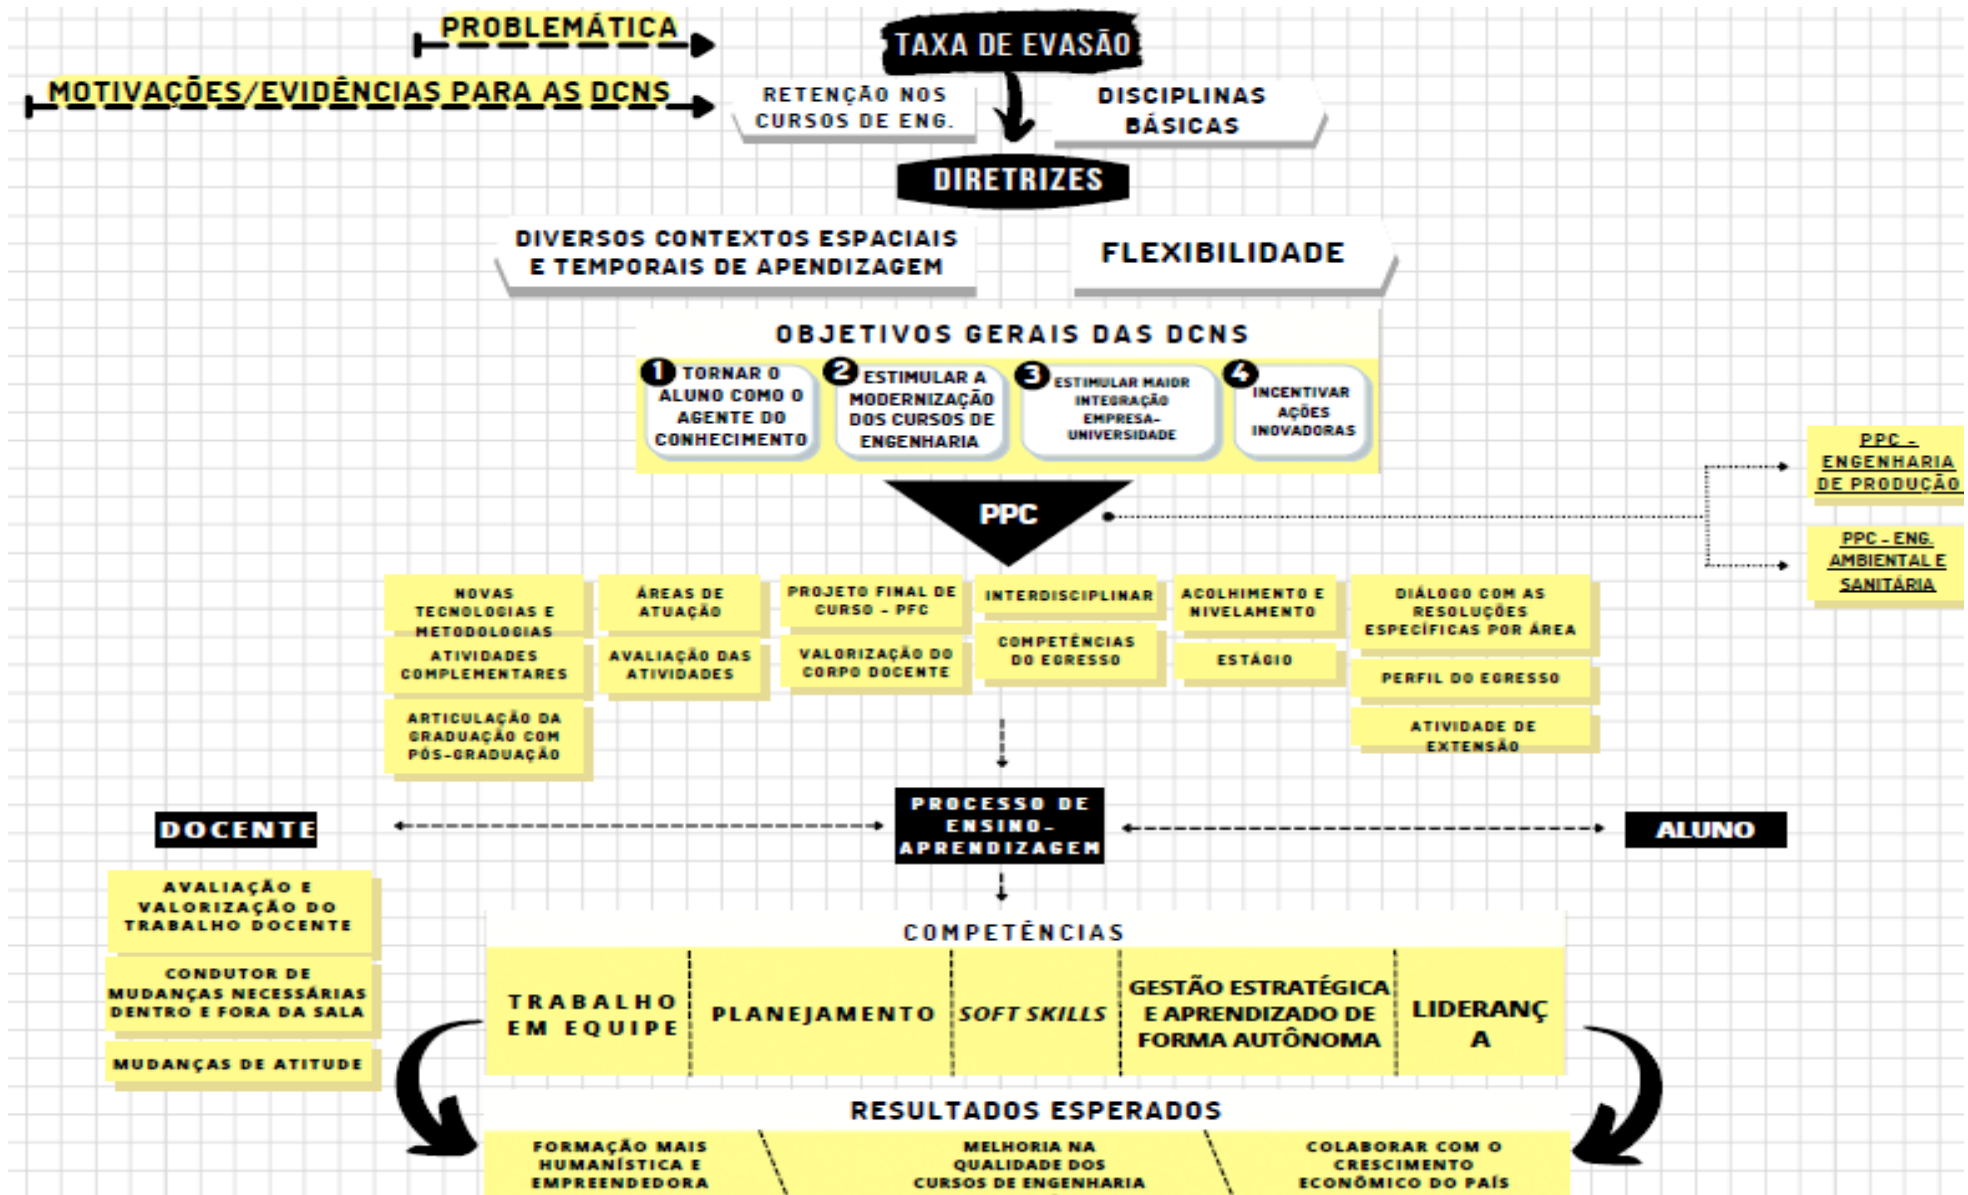 PROBLEMÁTICA
TAXA DE EVASÃO
MOTIVAÇÕES/EVIDÊNCIAS PARA AS DCNS
RETENÇÃO NOS
CURSOS DE ENG.
DISCIPLINAS
BÁSICAS
DIRETRIZES
DIVERSOS CONTEXTOS ESPACIAIS
E TEMPORAIS DE APENDIZAGEM
FLEXIBILIDADE
OBJETIVOS GERAIS DAS DCNS
1 TORNAR O
ALUNO COMO O
AGENTE DO
CONHECIMENTO
2 ESTIMULAR A
MODERNIZAÇÃO
DOS CURSOS DE
ENGENHARIA
3 ESTIMULAR MAIOR
INTEGRAÇÃO
EMPRESA-
UNIVERSIDADE
4 INCENTIVAR
AÇÕES
INOVADORAS
PPC
PPC -
ENGENHARIA
DE PRODUÇÃO
PPC - ENG.
AMBIENTAL E
SANITÁRIA
NOVAS
TECNOLOGIAS E
METODOLOGIAS
ATIVIDADES
COMPLEMENTARES
ARTICULAÇÃO DA
GRADUAÇÃO COM
PÓS-GRADUAÇÃO
ÁREAS DE
ATUAÇÃO
AVALIAÇÃO DAS
ATIVIDADES
PROJETO FINAL DE
CURSO - PFC
VALORIZAÇÃO DO
CORPO DOCENTE
INTERDISCIPLINAR
COMPETÊNCIAS
DO EGRESSO
ACOLHIMENTO E
NIVELAMENTO
ESTÁGIO
DIÁLOGO COM AS
RESOLUÇÕES
ESPECÍFICAS POR ÁREA
PERFIL DO EGRESSO
ATIVIDADE DE
EXTENSÃO
DOCENTE
PROCESSO DE
ENSINO-
APRENDIZAGEM
ALUNO
AVALIAÇÃO E
VALORIZAÇÃO DO
TRABALHO DOCENTE
CONDUTOR DE
MUDANÇAS NECESSÁRIAS
DENTRO E FORA DA SALA
MUDANÇAS DE ATITUDE
COMPETÊNCIAS
TRABALHO
EM EQUIPE
PLANEJAMENTO
SOFT SKILLS
GESTÃO ESTRATÉGICA
E APRENDIZADO DE
FORMA AUTÔNOMA
LIDERANÇ
A
RESULTADOS ESPERADOS
FORMAÇÃO MAIS
HUMANÍSTICA E
EMPREENDEDORA
MELHORIA NA
QUALIDADE DOS
CURSOS DE ENGENHARIA
COLABORAR COM O
CRESCIMENTO
ECONÔMICO DO PAÍS